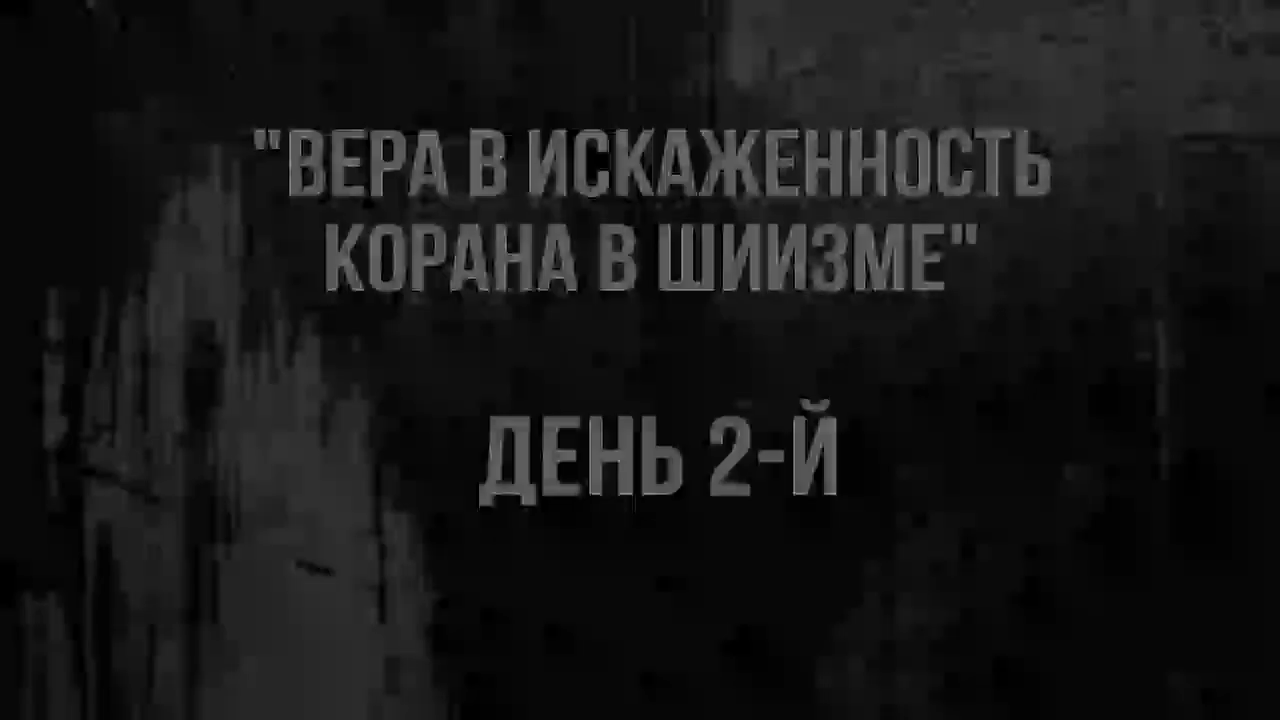 "ВЕРА В ИСКАЖЕННОСТЬ
КОРАНА В ШИИЗМЕ"
ДЕНЬ 2-Й